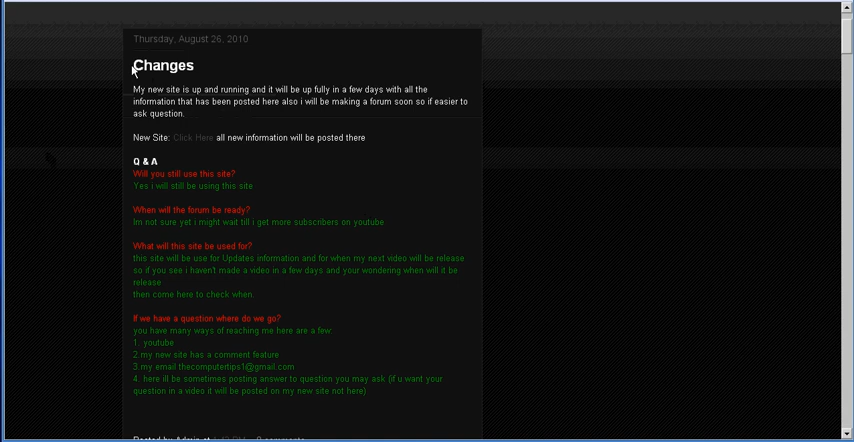 Thursday, August 26, 2010
Changes
My new site is up and running and it will be up fully in a few days with all the
information that has been posted here also i will be making a forum soon so if easier to
ask question.
New Site: Click Here all new information will be posted there
Q & A
Will you still use this site?
Yes i will still be using this site
When will the forum be ready?
Im not sure yet i might wait till i get more subscribers on youtube
What will this site be used for?
this site will be use for Updates information and for when my next video will be release
so if you see i haven't made a video in a few days and your wondering when will it be
release
then come here to check when.
If we have a question where do we go?
you have many ways of reaching me here are a few:
1. youtube
2.my new site has a comment feature
3.my email thecomputertips1@gmail.com
4. here ill be sometimes posting answer to question you may ask (if u want your
question in a video it will be posted on my new site not here)
Posted by Admin at